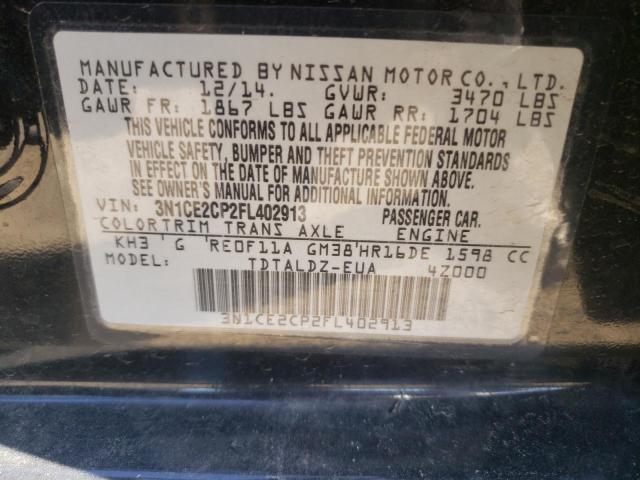 MANUFACTURED BY NISSAN MOTOR CO., LTD.
DATE: 12/14. GVWR: 3470 LBS
GAWR FR: 1867 LBS GAWR RR: 1704 LBS
THIS VEHICLE CONFORMS TO ALL APPLICABLE FEDERAL MOTOR
VEHICLE SAFETY, BUMPER AND THEFT PREVENTION STANDARDS
IN EFFECT ON THE DATE OF MANUFACTURE SHOWN ABOVE.
SEE OWNER'S MANUAL FOR ADDITIONAL INFORMATION.
VIN: 3N1CE2CP2FL402913 PASSENGER CAR.
COLOR TRIM TRANS AXLE ENGINE
KH3 ' G ' RE0F11A GM38 ' HR16DE 1598 CC
TDTALDZ-EUA 4Z000
3N1CE2CP2FL402913